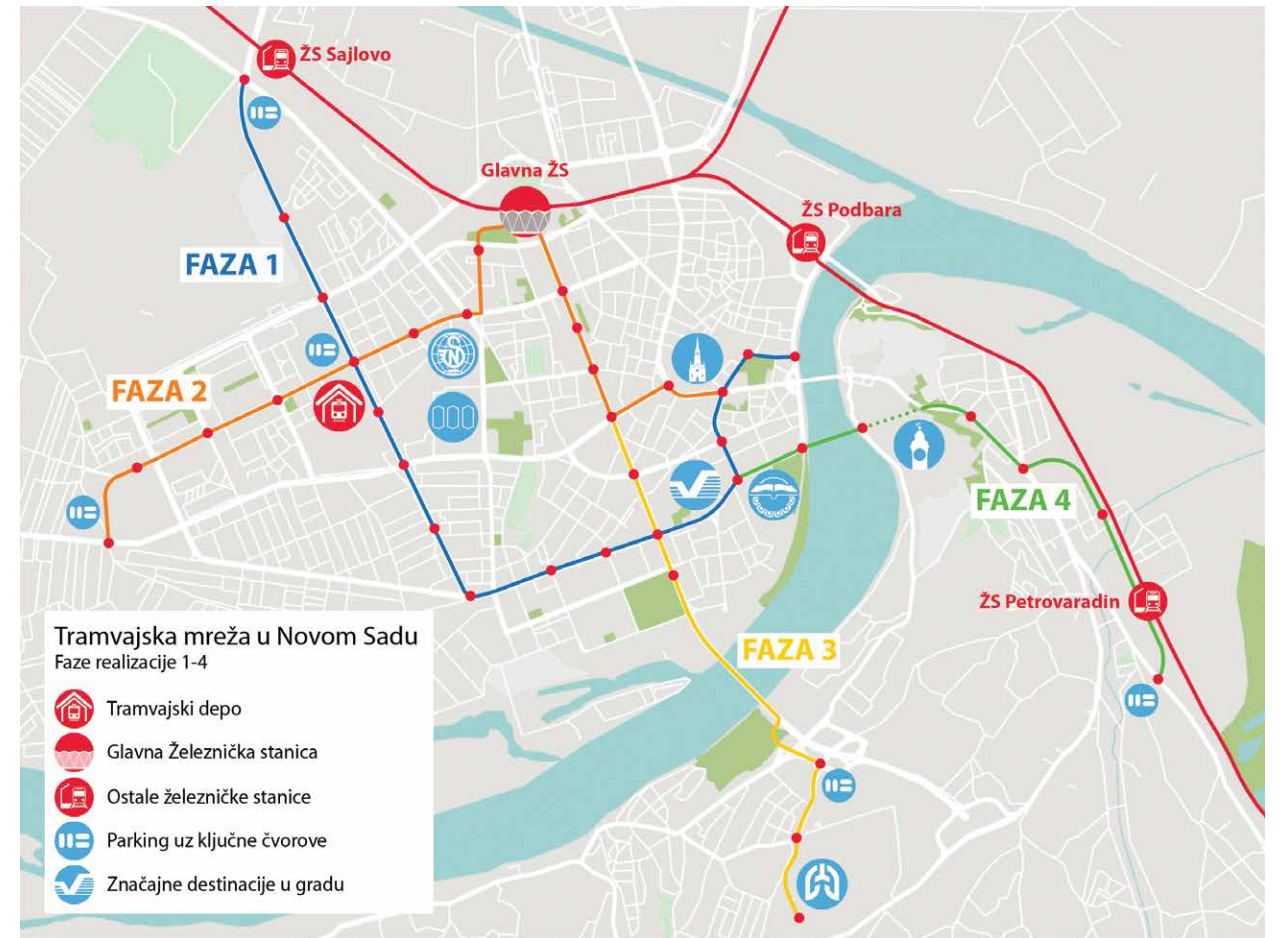 ŽS Sajlovo
Glavna ŽS
ŽS Podbara
FAZA 1
FAZA 2
FAZA 4
ŽS Petrovaradin
FAZA 3
Tramvajska mreža u Novom Sadu
Faze realizacije 1-4
Tramvajski depo
Glavna Železnička stanica
Ostale železničke stanice
Parking uz ključne čvorove
Značajne destinacije u gradu